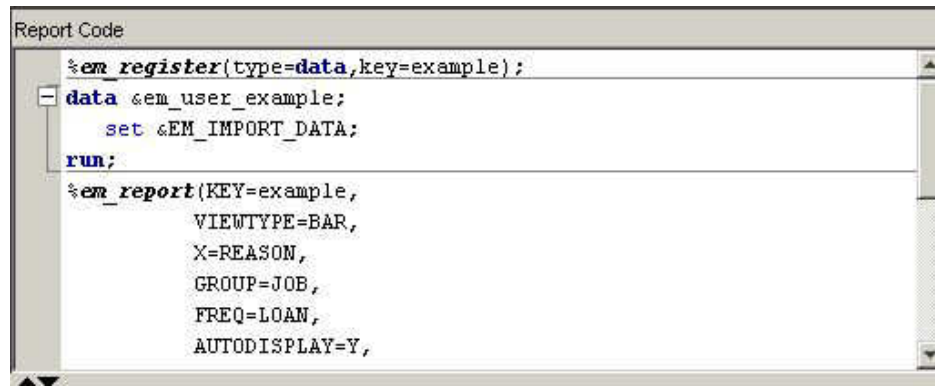 Report Code
%em_register(type=data,key=example);
data &em_user_example;
set &EM_IMPORT_DATA;
run;
%em_report(KEY=example,
VIEWTYPE=BAR,
X=REASON,
GROUP=JOB,
FREQ=LOAN,
AUTODISPLAY=Y,